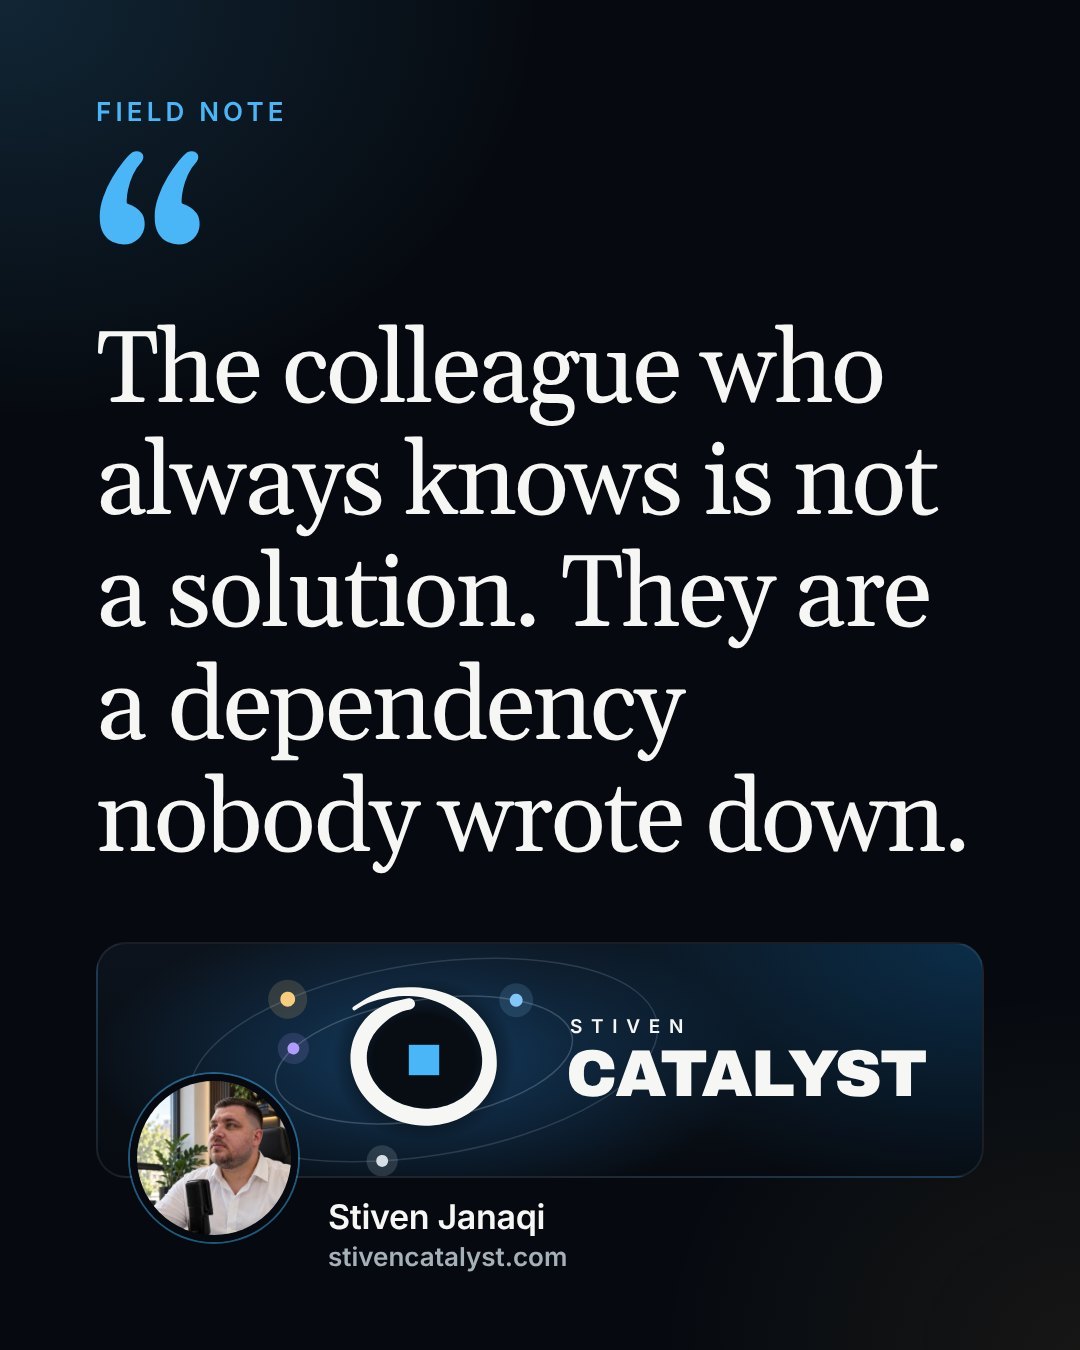 FIELD NOTE
“
The colleague who
always knows is not
a solution. They are
a dependency
nobody wrote down.
STIVEN
CATALYST
Stiven Janaqi
stivencatalyst.com